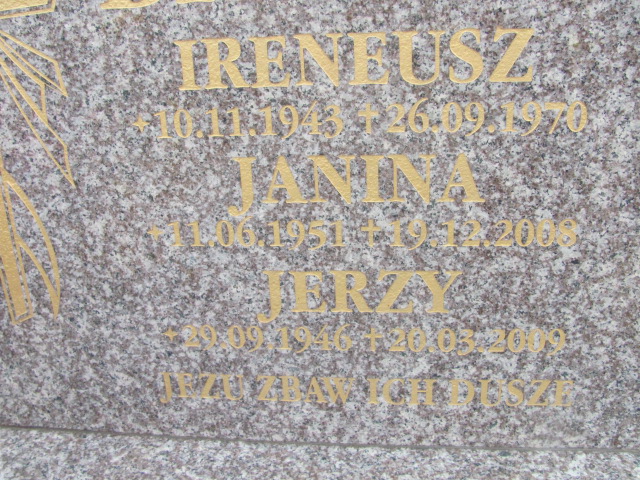 IRENEUSZ
+10.11.1943 †26.09.1970
JANINA
+11.06.1951 †19.12.2008
JERZY
+29.09.1946 †20.03.2009
JEZU ZBAW ICH DUSZE